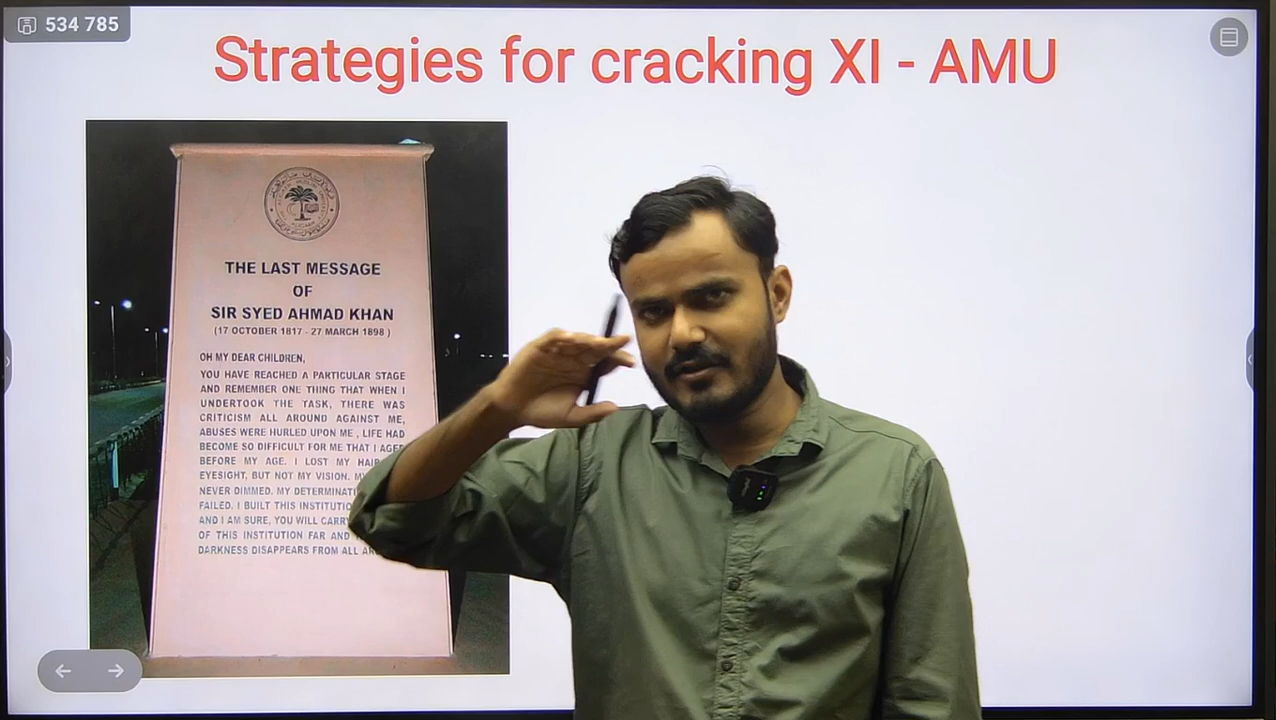 534 785
Strategies for cracking XI - AMU
THE LAST MESSAGE
OF
SIR SYED AHMAD KHAN
(17 OCTOBER 1817 - 27 MARCH 1898)
OH MY DEAR CHILDREN,
YOU HAVE REACHED A PARTICULAR STAGE
AND REMEMBER ONE THING THAT WHEN I
UNDERTOOK THE TASK, THERE WAS
CRITICISM ALL AROUND AGAINST ME,
ABUSES WERE HURLED UPON ME , LIFE HAD
BECOME SO DIFFICULT FOR ME THAT I AGED
BEFORE MY AGE. I LOST MY HAIR
EYESIGHT, BUT NOT MY VISION.
NEVER DIMMED. MY
FAILED. I BUILT THIS
AND I AM SURE, YOU WILL CARRY
OF THIS INSTITUTION FAR AND
DARKNESS DISAPPEARS FROM ALL